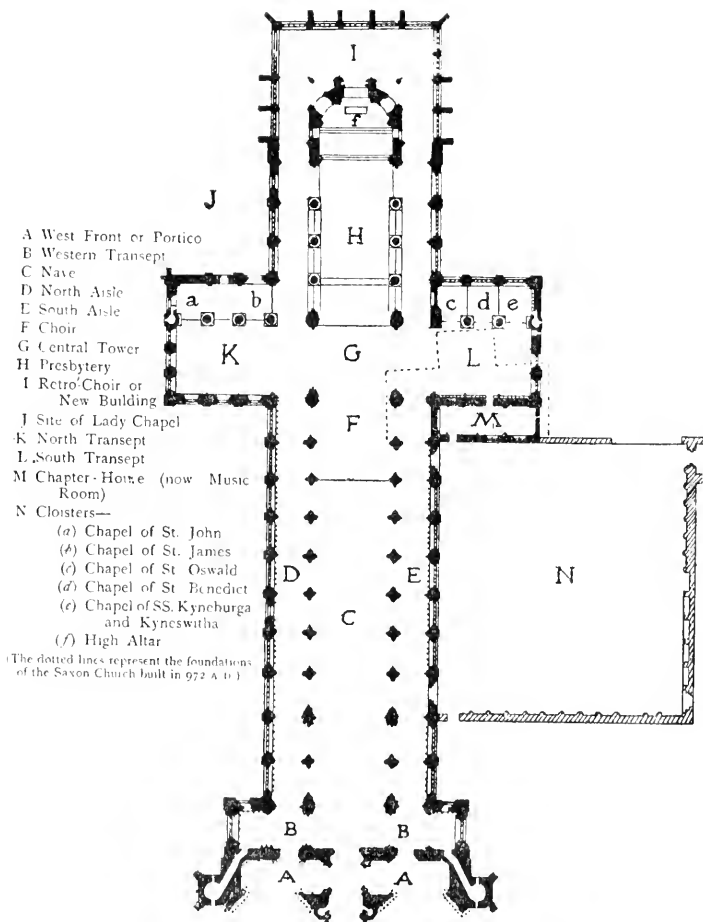 I
f
J
H
A West Front or Portico
B Western Transept
C Nave
D North Aisle
E South Aisle
F Choir
G Central Tower
H Presbytery
I Retro'Choir or
New Building
J Site of Lady Chapel
K North Transept
L South Transept
M Chapter-House (now Music
Room)
N Cloisters—
(a) Chapel of St. John
(b) Chapel of St. James
(c) Chapel of St Oswald
(d) Chapel of St Benedict
(e) Chapel of SS. Kyneburga
and Kyneswitha
(f) High Altar
(The dotted lines represent the foundations
of the Saxon Church built in 972 A.D.)
a b
c d e
K G L
F M
D E N
C
B B
A A